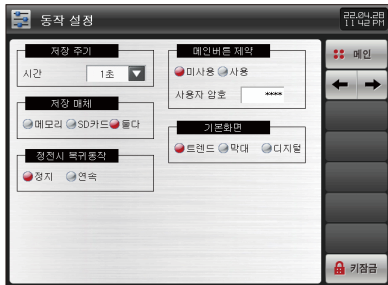 동작 설정
22.04.28
11:42 PM
저장 주기
시간 1초
저장 매체
메모리 SD카드 둘다
정전시 복귀동작
정지 연속
메인버튼 제약
미사용 사용
사용자 암호 ****
기본화면
트렌드 막대 디지털
메인
키잠금